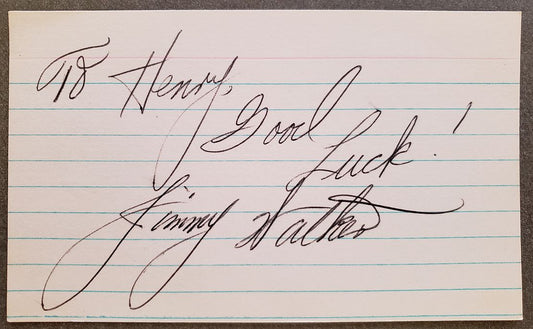 To Henry,
Good
Luck!
Jimmy Walker